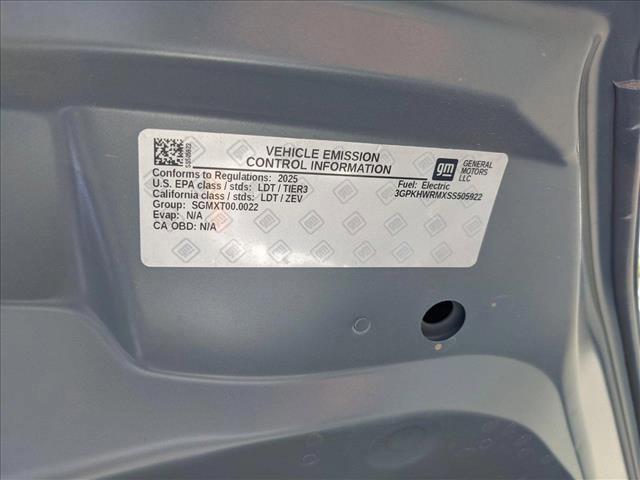 SS505922
VEHICLE EMISSION
CONTROL INFORMATION
gm
GENERAL
MOTORS
LLC
Conforms to Regulations: 2025
U.S. EPA class / stds: LDT / TIER3
California class / stds: LDT / ZEV
Group: SGMXT00.0022
Evap: N/A
CA OBD: N/A
Fuel: Electric
3GPKHWRMXSS505922